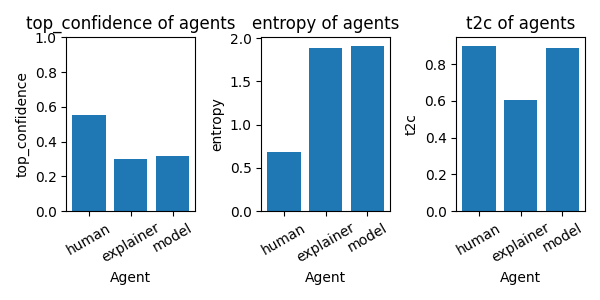 top_confidence of agents
entropy of agents
t2c of agents
top_confidence
1.0
0.8
0.6
0.4
0.2
0.0
human
explainer
model
Agent
entropy
2.0
1.5
1.0
0.5
0.0
human
explainer
model
Agent
t2c
0.8
0.6
0.4
0.2
0.0
human
explainer
model
Agent